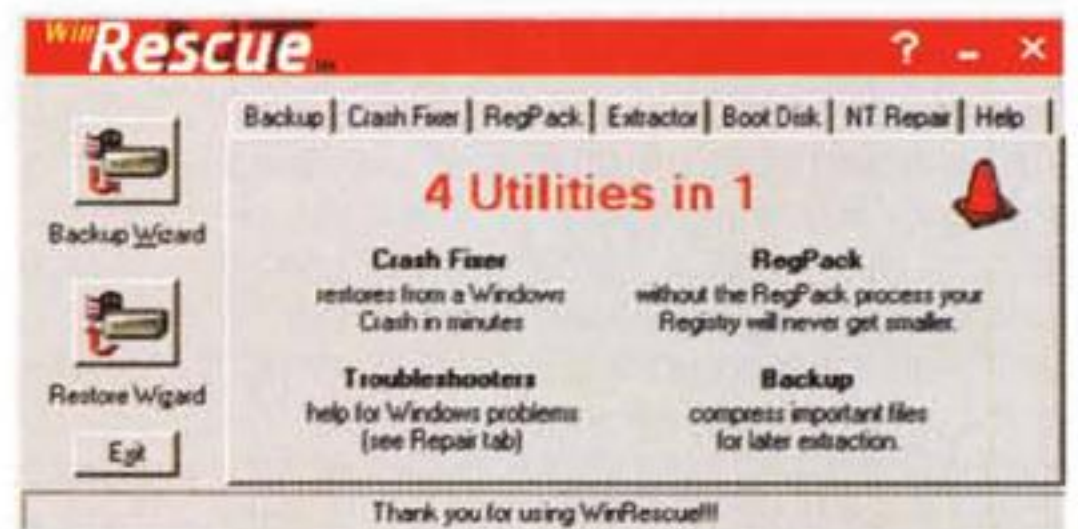 WinRescue
? - ×
Backup Crash Fixer RegPack Extractor Boot Disk NT Repair Help
4 Utilities in 1
Backup Wizard
Crash Fixer
restores from a Windows
Crash in minutes
RegPack
without the RegPack process your
Registry will never get smaller.
Restore Wizard
Troubleshooters
help for Windows problems
(see Repair tab)
Backup
compress important files
for later extraction.
Exit
Thank you for using WinRescue!!!